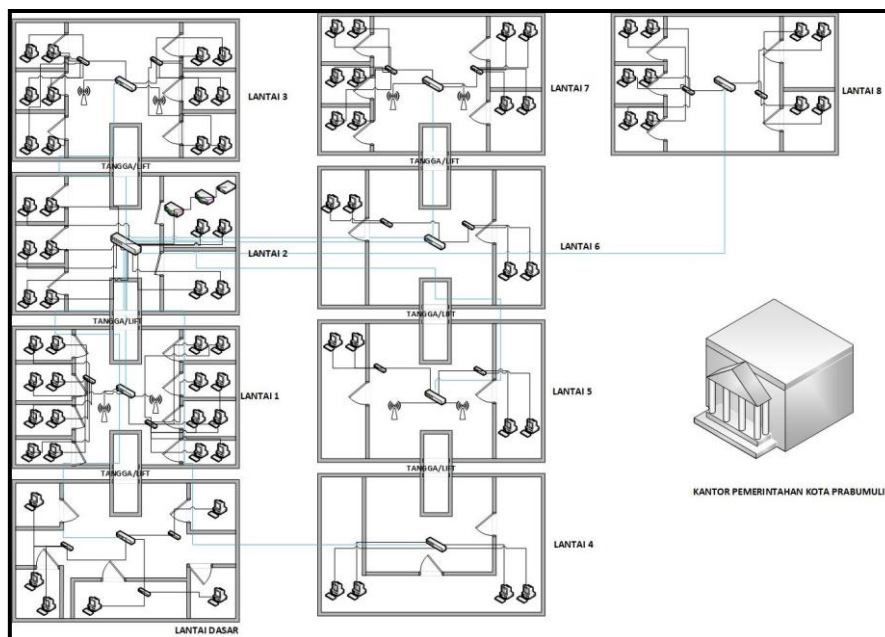 LANTAI 3
TANGGA/LIFT
LANTAI 2
TANGGA/LIFT
LANTAI 1
TANGGA/LIFT
LANTAI DASAR
LANTAI 7
TANGGA/LIFT
LANTAI 6
TANGGA/LIFT
LANTAI 5
TANGGA/LIFT
LANTAI 4
LANTAI 8
KANTOR PEMERINTAHAN KOTA PRABUMULI